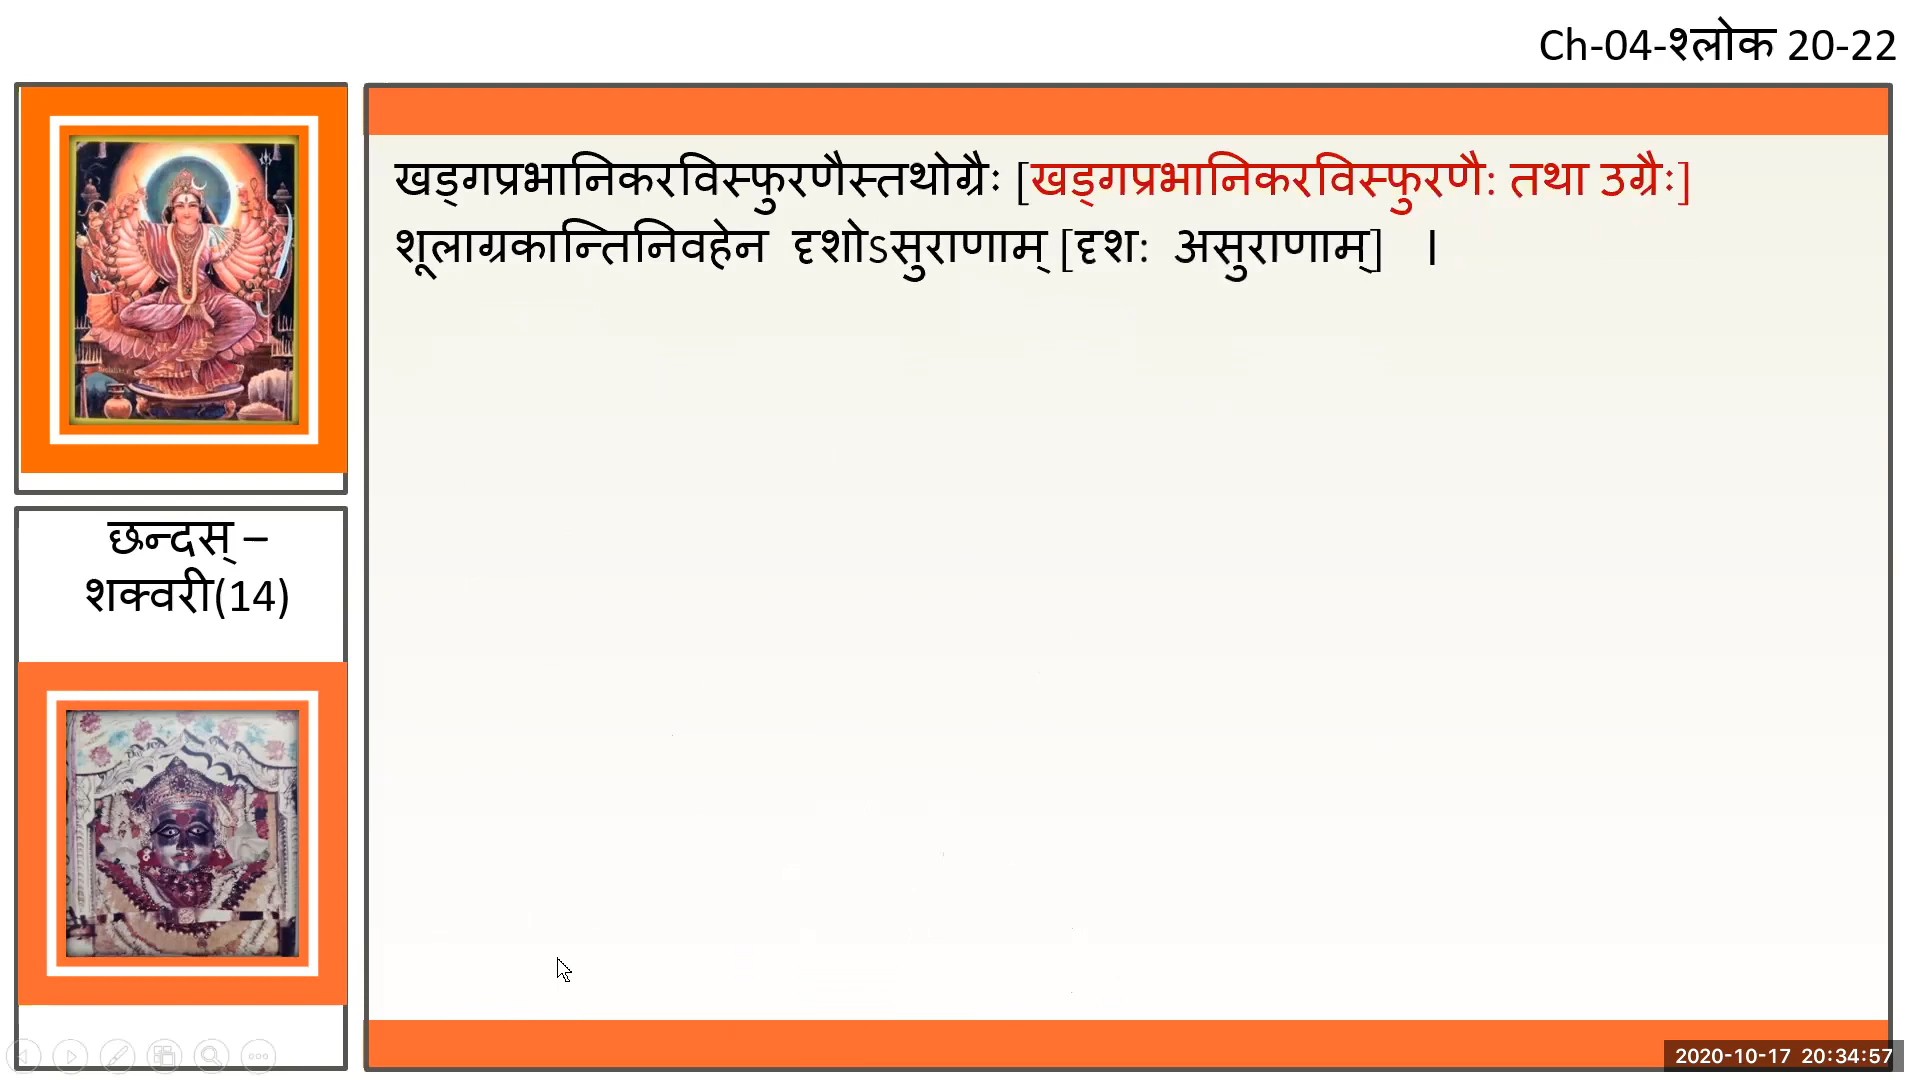 Ch-04-श्लोक 20-22
खड्गप्रभानिकरविस्फुरणैस्तथोग्रैः [खड्गप्रभानिकरविस्फुरणै: तथा उग्रैः]
शूलाग्रकान्तिनिवहेन दृशोऽसुराणाम् [दृश: असुराणाम्] ।
छन्दस् –
शक्वरी(14)
2020-10-17 20:34:57